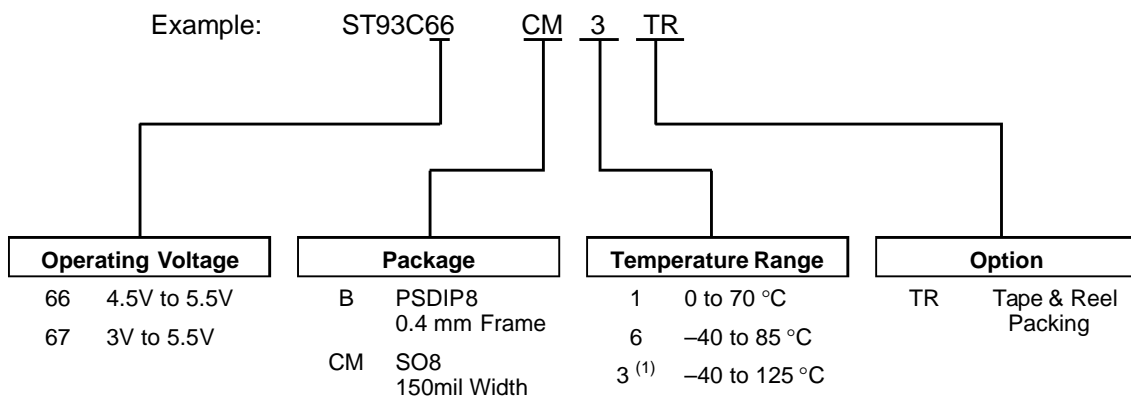 Example: ST93C66 CM 3 TR
Operating Voltage
66 4.5V to 5.5V
67 3V to 5.5V
Package
B PSDIP8
0.4 mm Frame
CM SO8
150mil Width
Temperature Range
1 0 to 70 °C
6 –40 to 85 °C
3 (1) –40 to 125 °C
Option
TR Tape & Reel
Packing